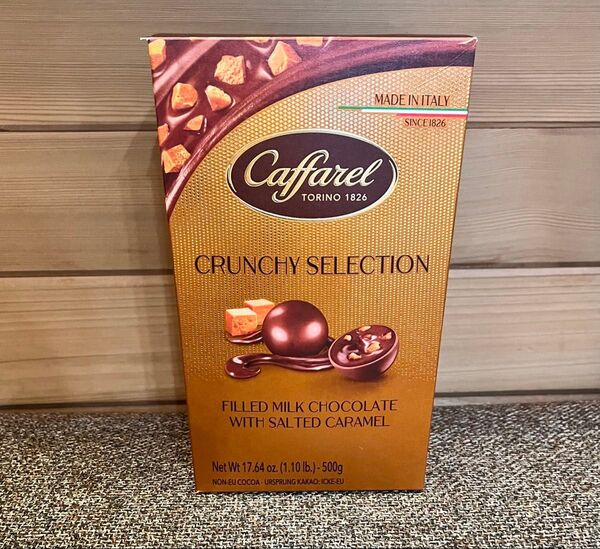 MADE IN ITALY
SINCE 1826
Caffarel
TORINO 1826
CRUNCHY SELECTION
FILLED MILK CHOCOLATE
WITH SALTED CARAMEL
Net Wt 17.64 oz. (1.10 lb.) - 500g
NON-EU COCOA - URSPRUNG KAKAO: ICKE-EU